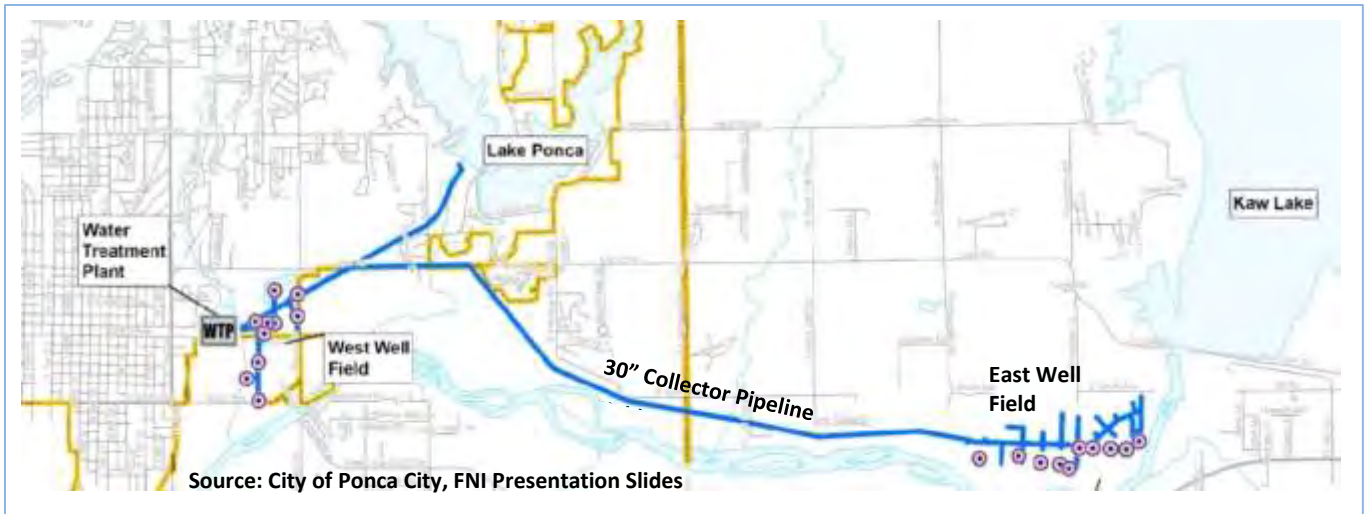 Lake Ponca
Kaw Lake
Water
Treatment
Plant
WTP
West Well
Field
30” Collector Pipeline
East Well
Field
Source: City of Ponca City, FNI Presentation Slides